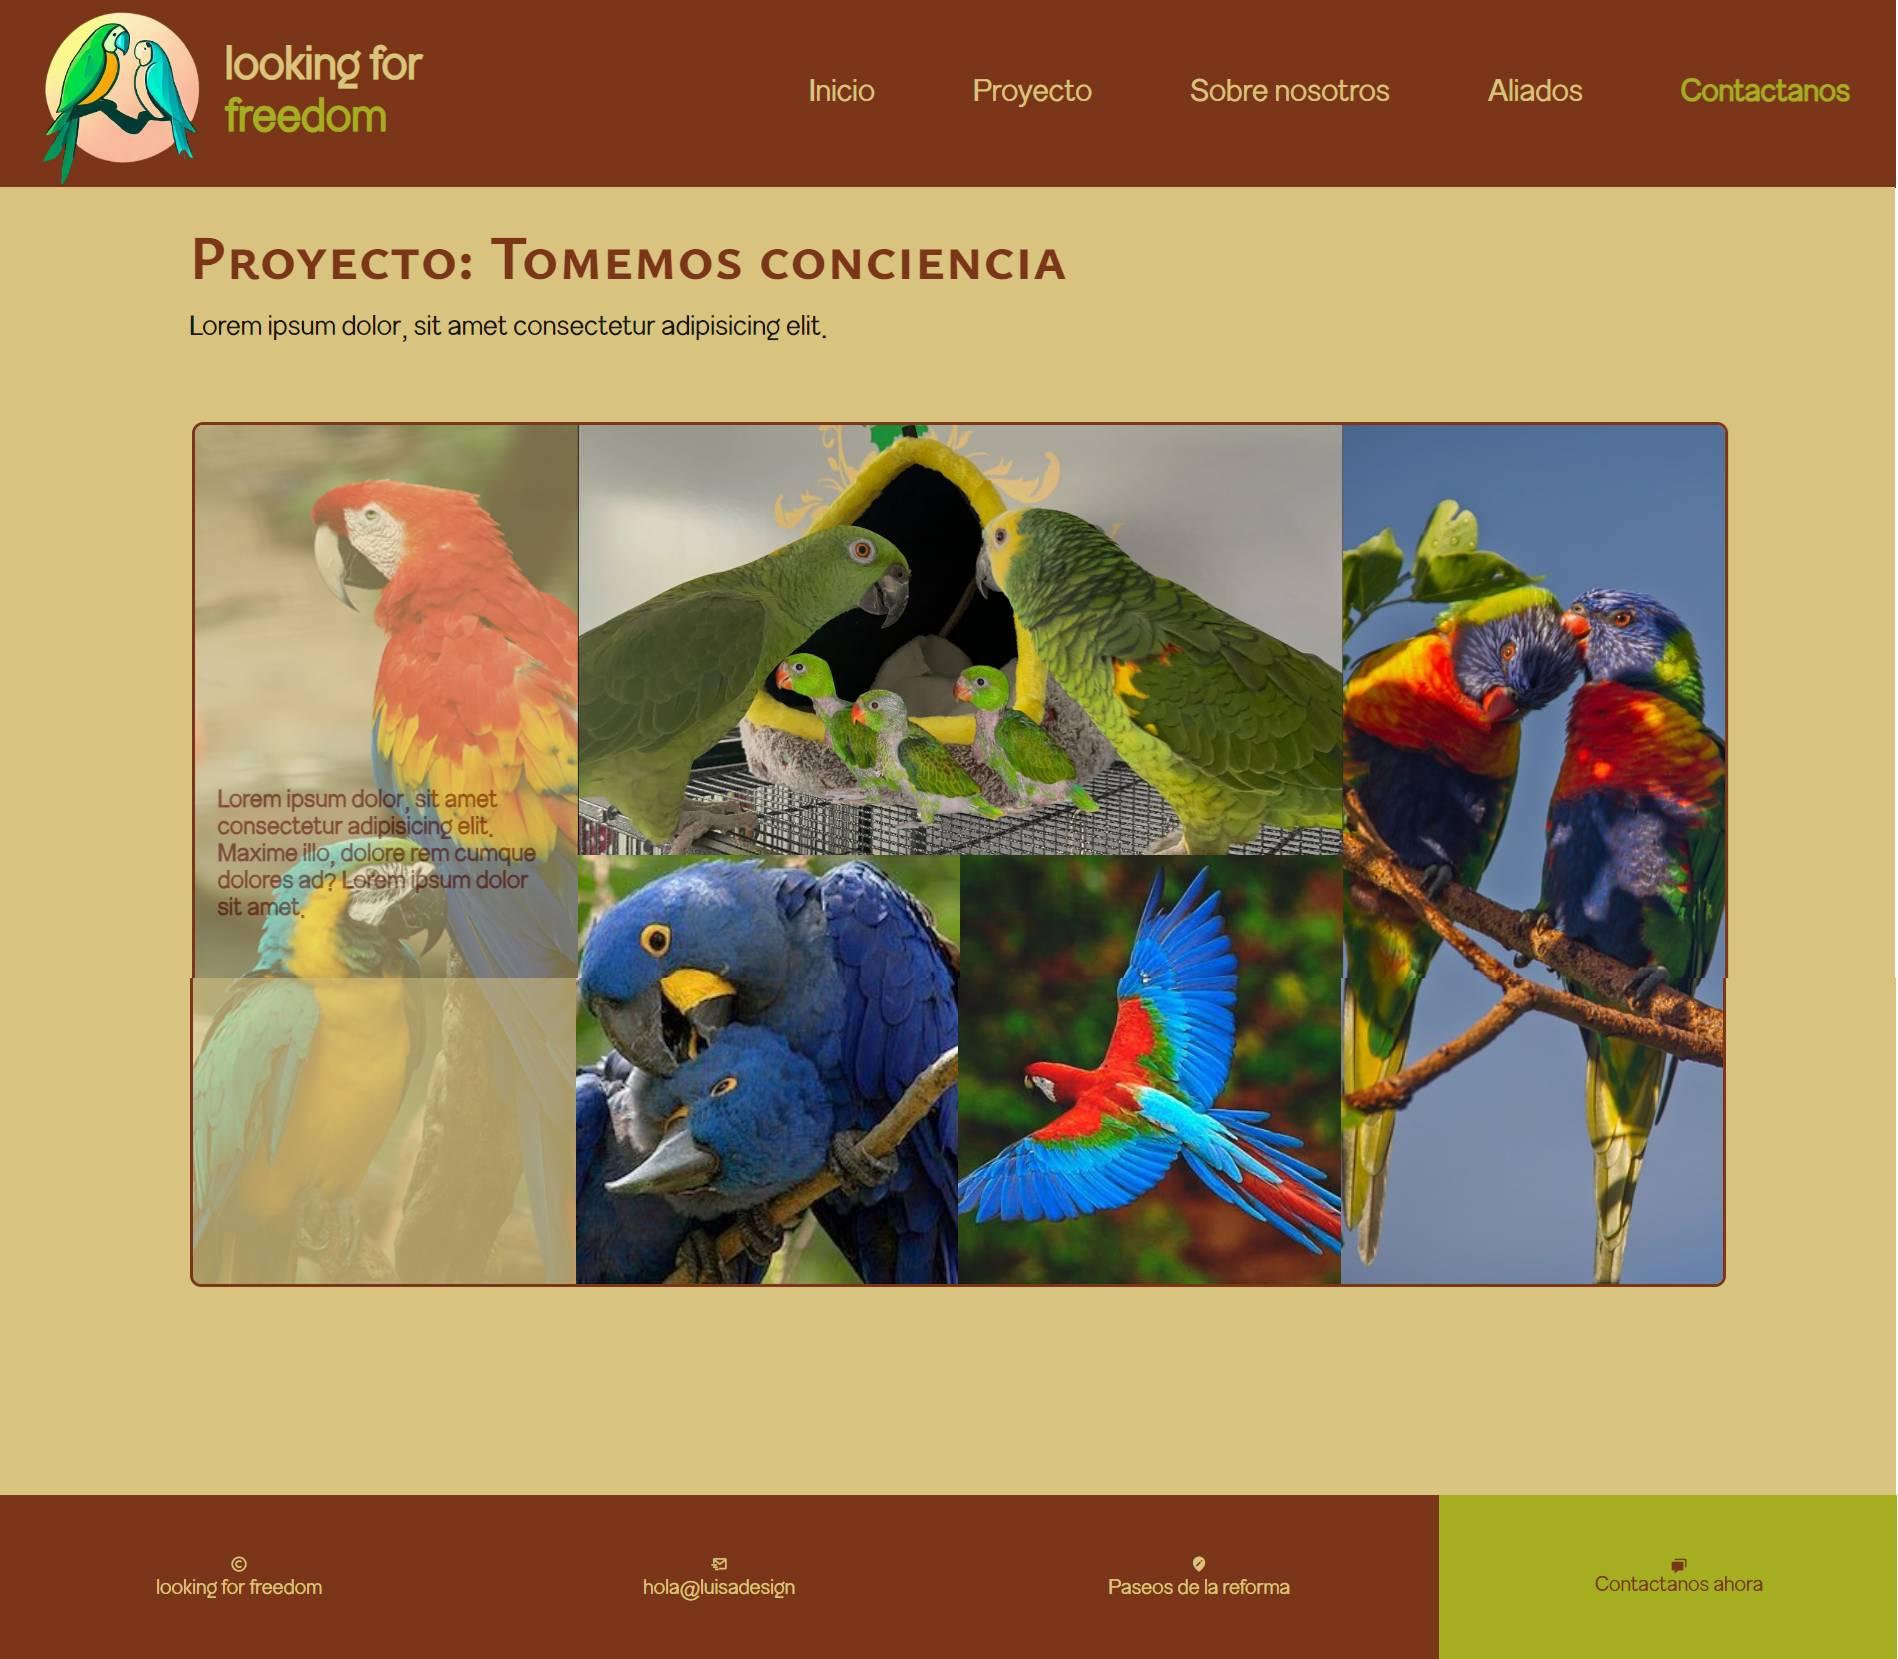 looking for
freedom
Inicio
Proyecto
Sobre nosotros
Aliados
Contactanos
Proyecto: Tomemos conciencia
Lorem ipsum dolor, sit amet consectetur adipisicing elit.
Lorem ipsum dolor, sit amet
consectetur adipisicing elit.
Maxime illo, dolore rem cumque
dolores ad? Lorem ipsum dolor
sit amet.
©
looking for freedom
hola@luisadesign
Paseos de la reforma
Contactanos ahora